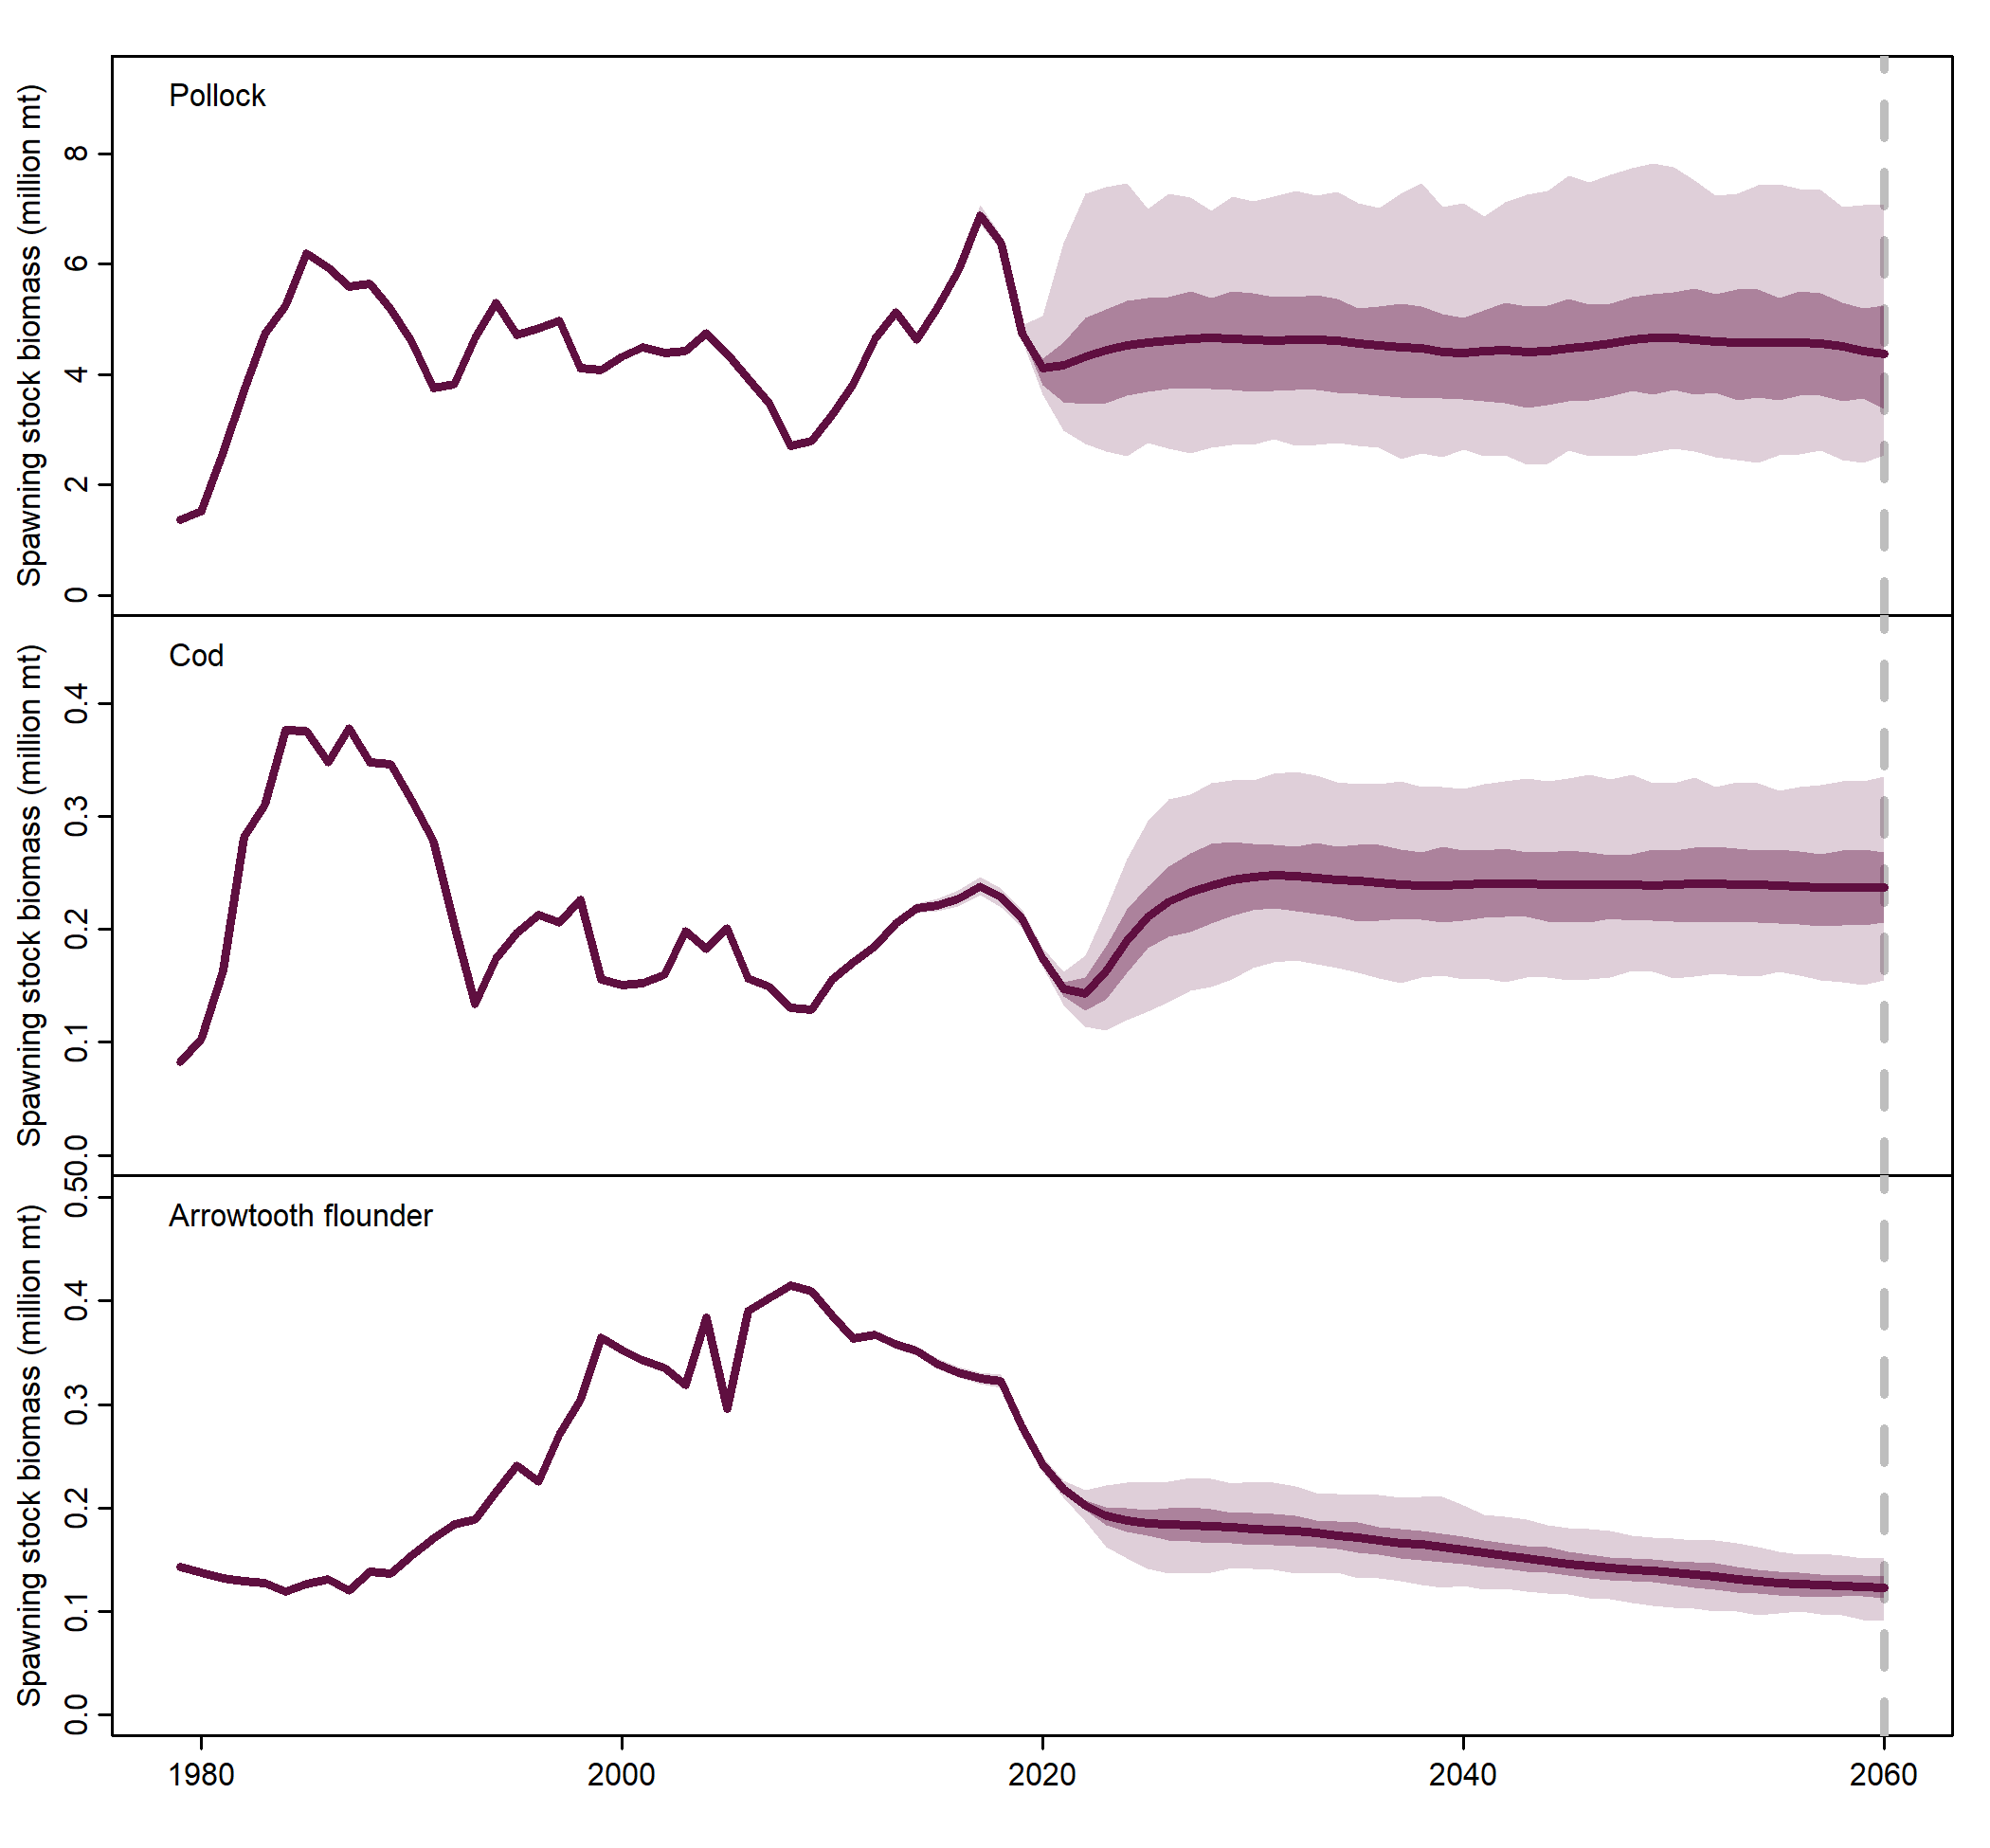 Pollock
Spawning stock biomass (million mt)
8
6
4
2
0
Cod
Spawning stock biomass (million mt)
0.4
0.3
0.2
0.1
0.0
Arrowtooth flounder
Spawning stock biomass (million mt)
0.5
0.4
0.3
0.2
0.1
0.0
1980 2000 2020 2040 2060